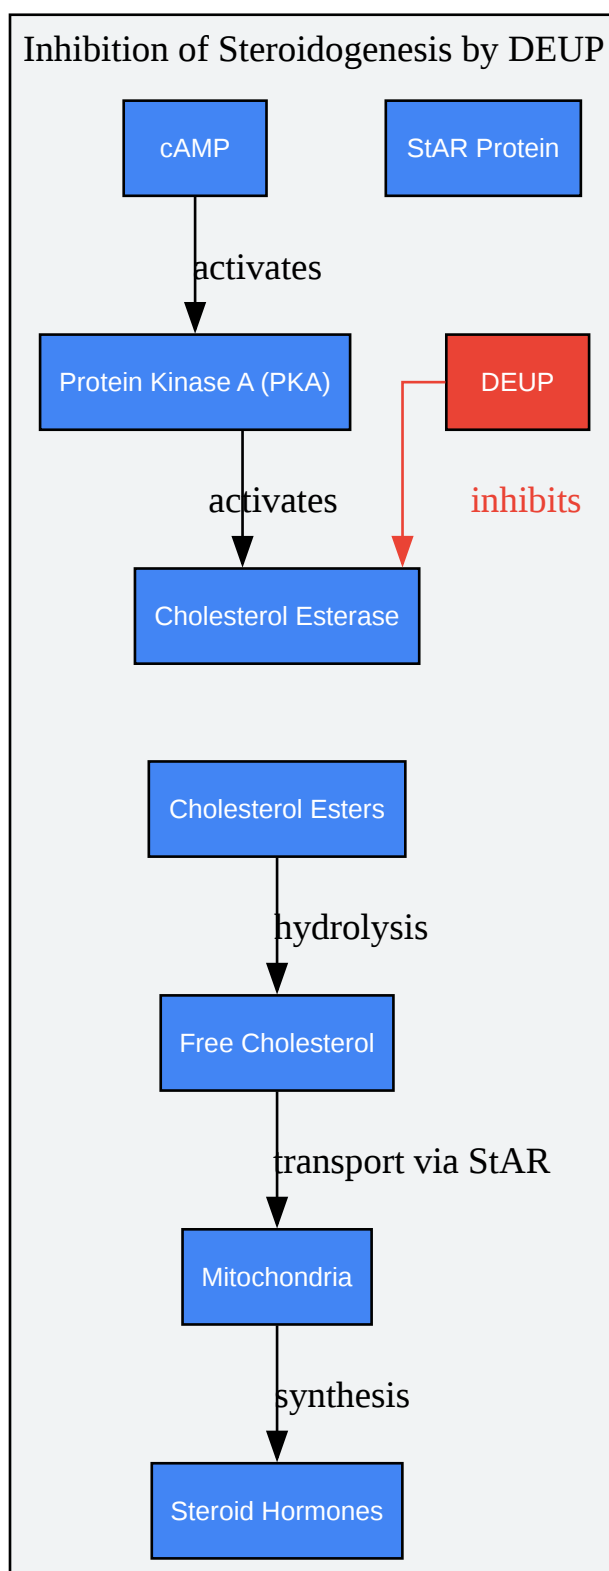 Inhibition of Steroidogenesis by DEUP
cAMP
StAR Protein
activates
Protein Kinase A (PKA)
DEUP
activates
inhibits
Cholesterol Esterase
Cholesterol Esters
hydrolysis
Free Cholesterol
transport via StAR
Mitochondria
synthesis
Steroid Hormones